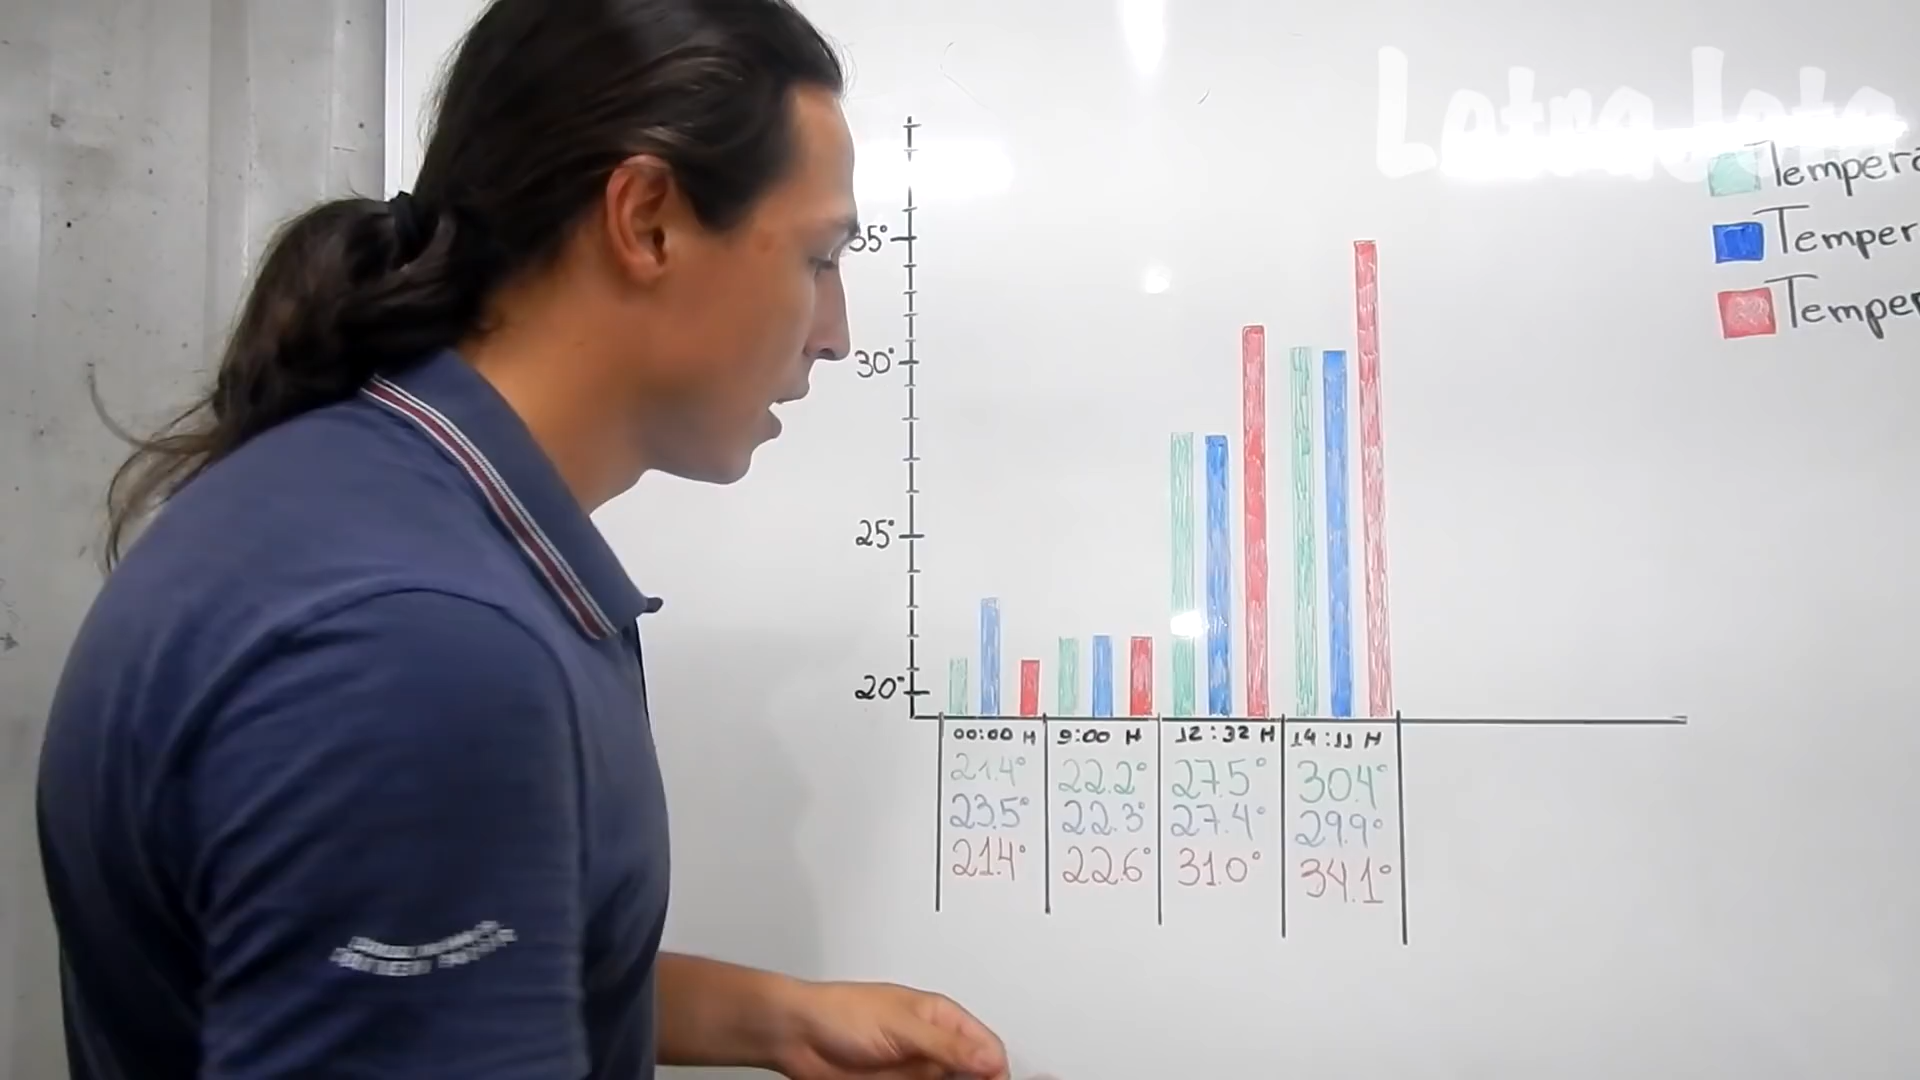 Letra Jota
Tempera
Temper
Temper
35°
30°
25°
20°
00:00 H 9:00 H 12:32 H 14:11 H
21.4° 22.2° 27.5° 30.4°
23.5° 22.3° 27.4° 29.9°
21.4° 22.6° 31.0° 34.1°